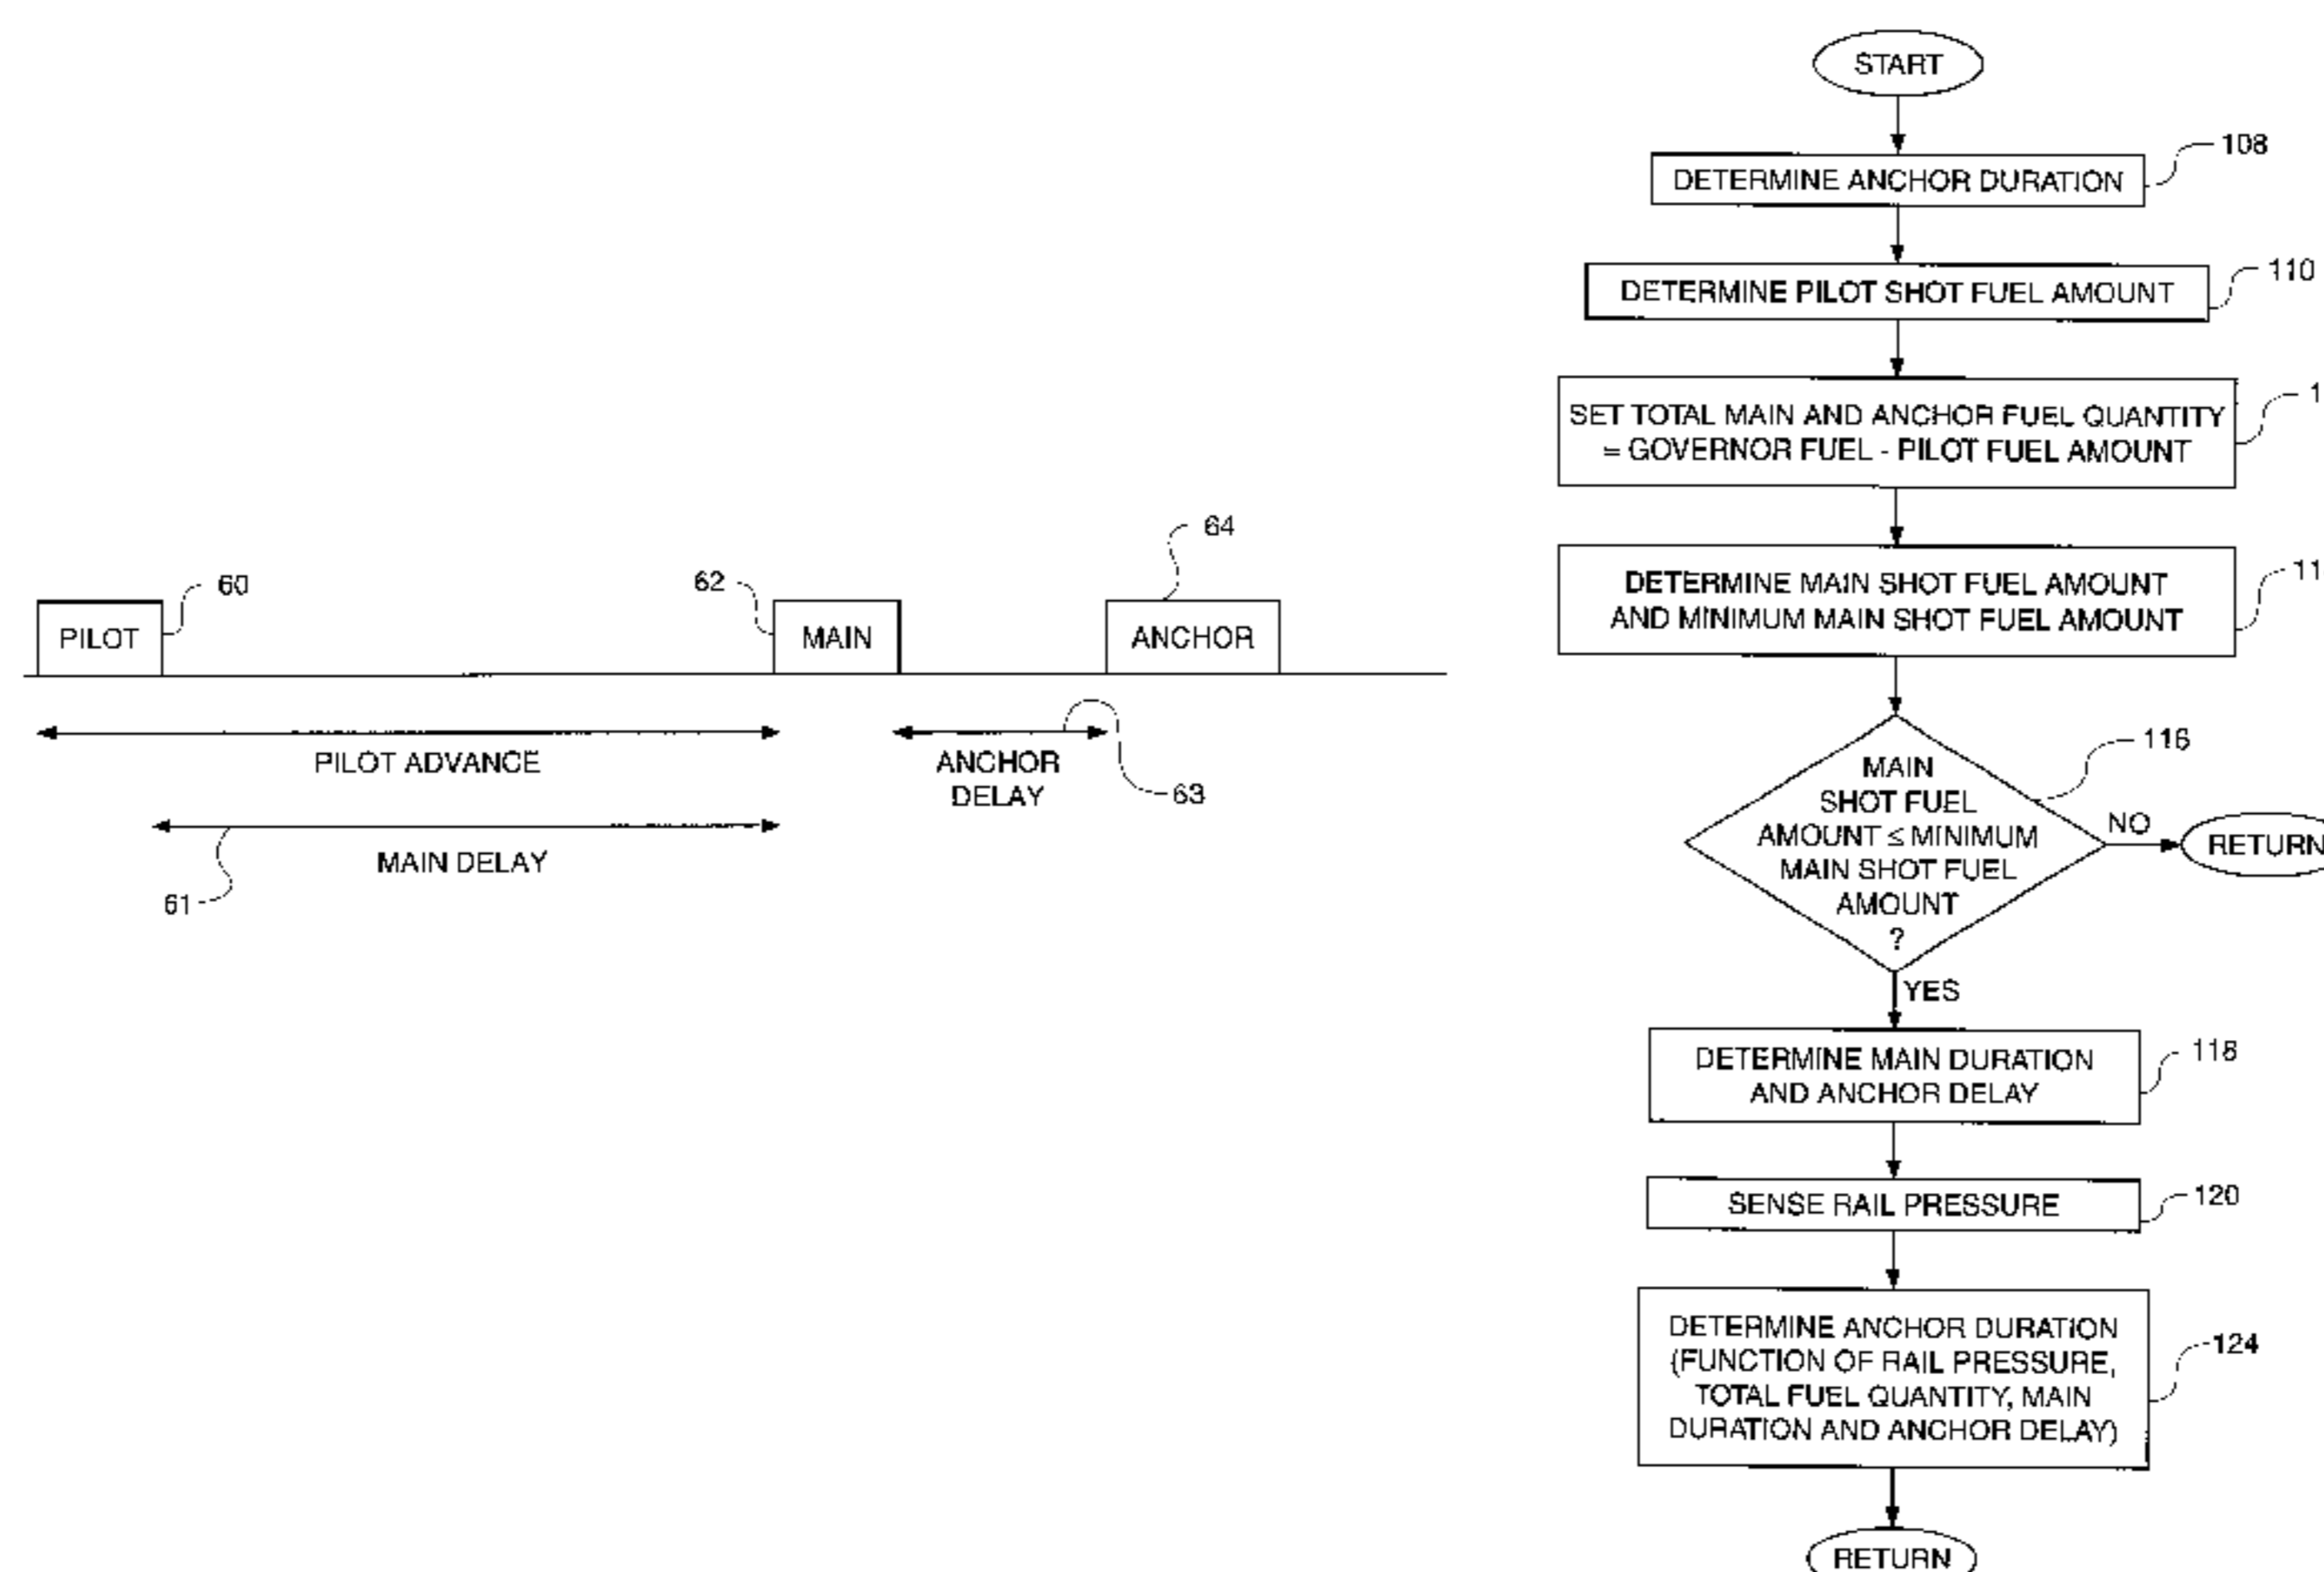 60
PILOT
62
MAIN
64
ANCHOR
PILOT ADVANCE
ANCHOR
DELAY
63
MAIN DELAY
61
START
108
DETERMINE ANCHOR DURATION
110
DETERMINE PILOT SHOT FUEL AMOUNT
SET TOTAL MAIN AND ANCHOR FUEL QUANTITY
= GOVERNOR FUEL - PILOT FUEL AMOUNT
DETERMINE MAIN SHOT FUEL AMOUNT
AND MINIMUM MAIN SHOT FUEL AMOUNT
116
MAIN
SHOT FUEL
AMOUNT ≤ MINIMUM
MAIN SHOT FUEL
AMOUNT
?
NO
RETURN
YES
118
DETERMINE MAIN DURATION
AND ANCHOR DELAY
120
SENSE RAIL PRESSURE
124
DETERMINE ANCHOR DURATION
(FUNCTION OF RAIL PRESSURE,
TOTAL FUEL QUANTITY, MAIN
DURATION AND ANCHOR DELAY)
RETURN